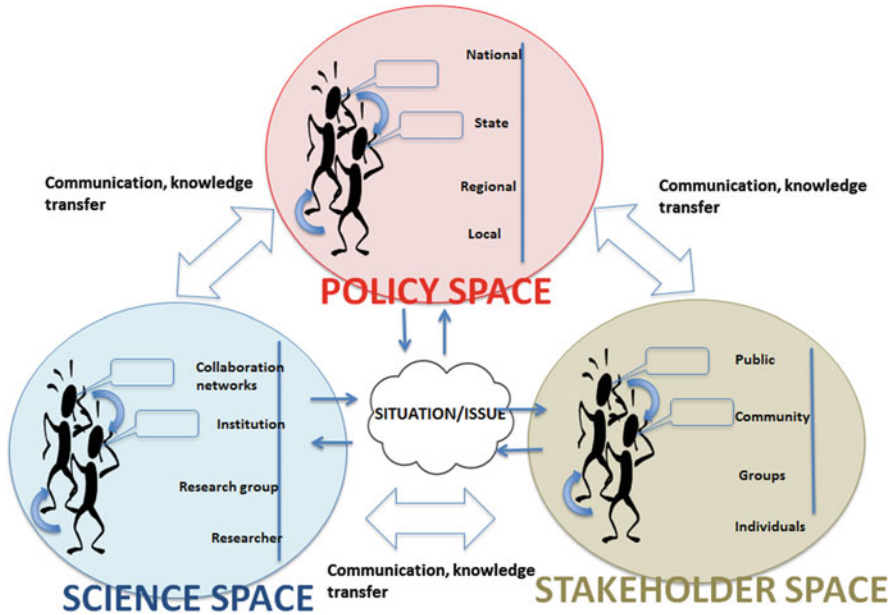 National
State
Regional
Local
POLICY SPACE
Communication, knowledge
transfer
Communication, knowledge
transfer
Collaboration
networks
Institution
Research group
Researcher
SCIENCE SPACE
SITUATION/ISSUE
Public
Community
Groups
Individuals
STAKEHOLDER SPACE
Communication, knowledge
transfer